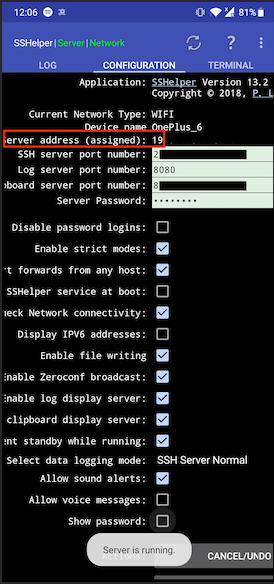 12:06
SSHelper|Server|Network
?
LOG CONFIGURATION TERMINAL
Application: SSHelper Version 13.2
Copyright © 2018, P. L
Current Network Type: WIFI
Device name OnePlus_6
Server address (assigned): 19
SSH server port number: 2
Log server port number: 8080
pboard server port number: 8
Server Password: ••••••••
Disable password logins:
Enable strict modes:
rt forwards from any host:
SSHelper service at boot:
heck Network connectivity:
Display IPV6 addresses:
Enable file writing
Enable Zeroconf broadcast:
Enable log display server:
clipboard display server:
ent standby while running:
Select data logging mode: SSH Server Normal
Allow sound alerts:
Allow voice messages:
Show password:
CANCEL/UNDO
Server is running.